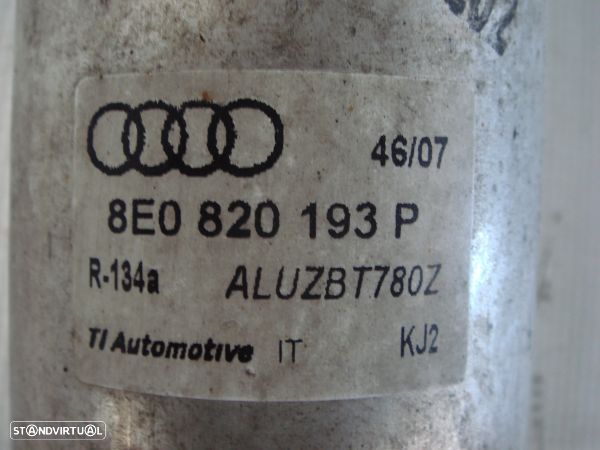 46/07
8E0 820 193 P
R-134a ALUZBT780Z
TI Automotive IT KJ2
STANDVIRTUAL